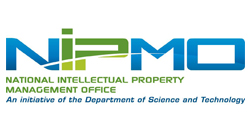 NIPMO
NATIONAL INTELLECTUAL PROPERTY
MANAGEMENT OFFICE
An initiative of the Department of Science and Technology